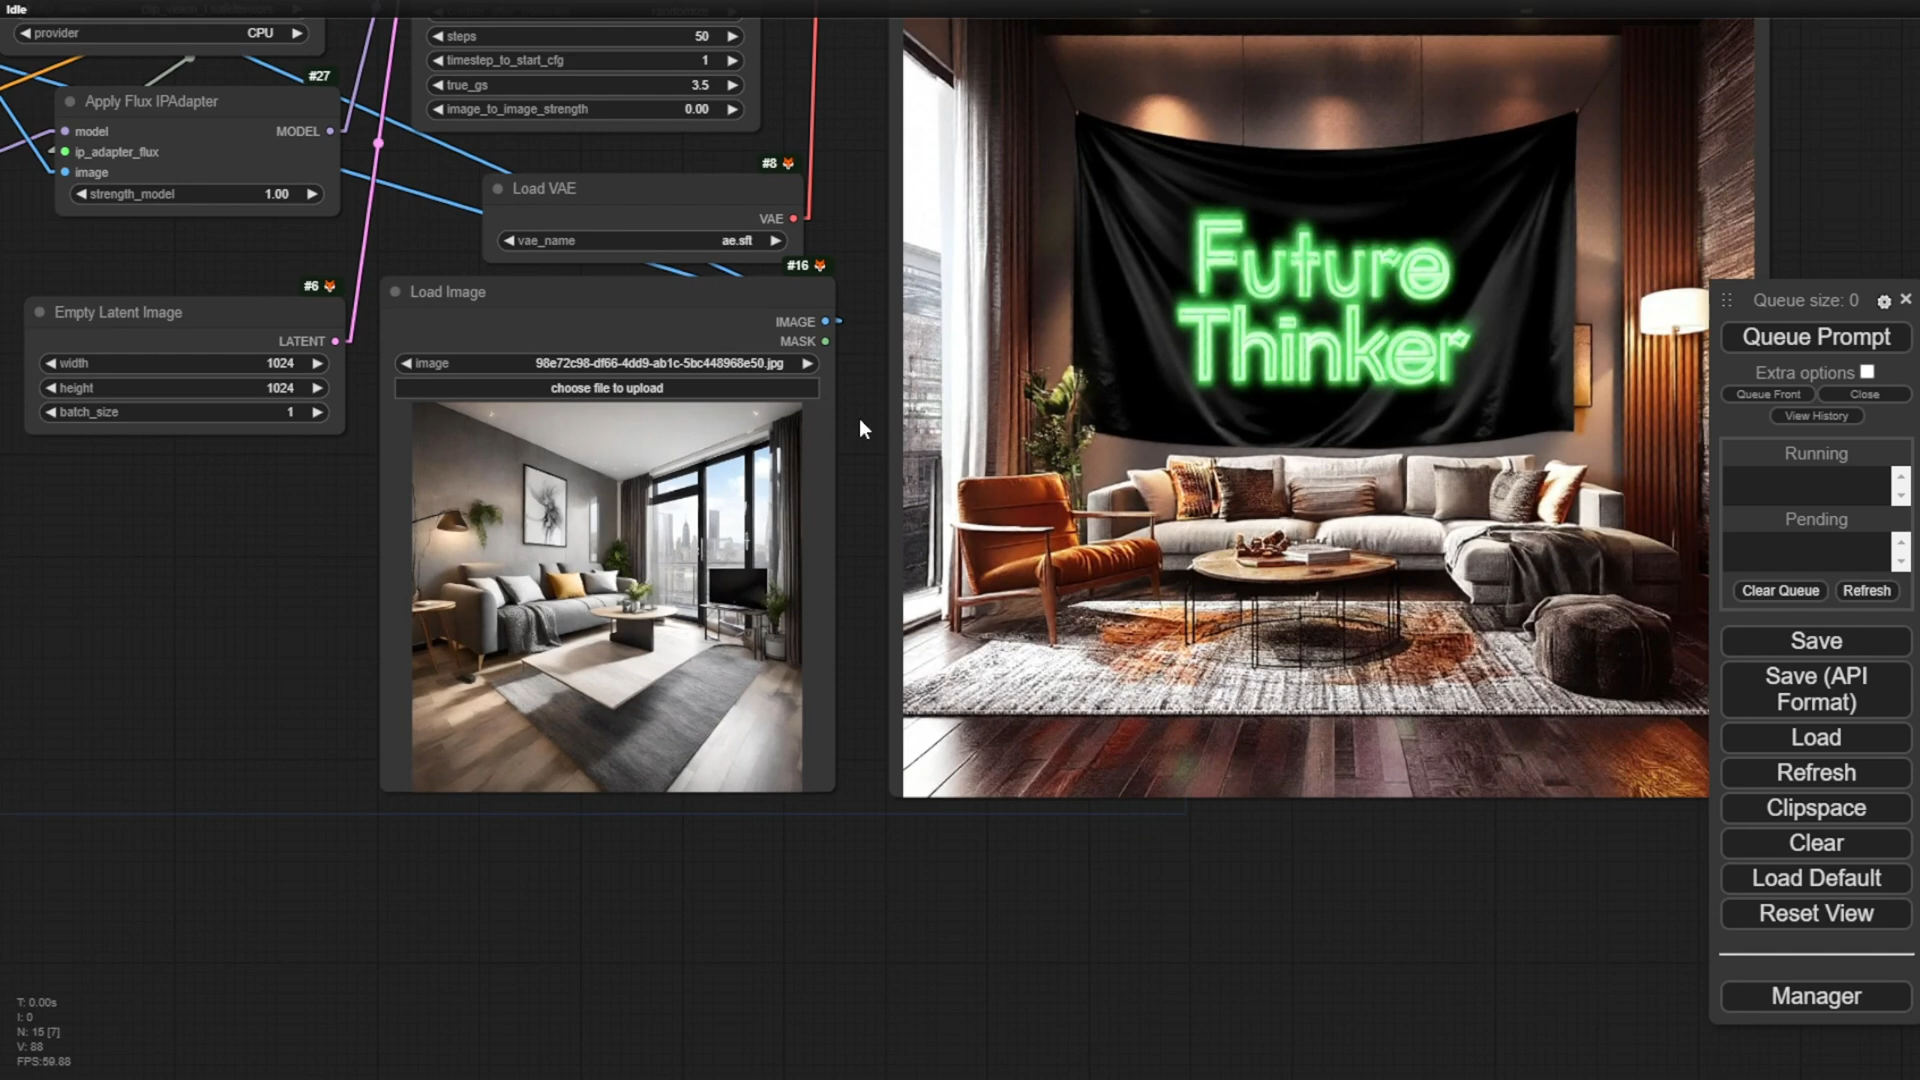 Idle
provider CPU
steps 50
timestep_to_start_cfg 1
true_gs 3.5
image_to_image_strength 0.00
#27
Apply Flux IPAdapter
model MODEL
ip_adapter_flux
image
strength_model 1.00
#8
Load VAE
VAE
vae_name ae.sft
#6
Empty Latent Image
LATENT
width 1024
height 1024
batch_size 1
#16
Load Image
IMAGE
MASK
image 98e72c98-df66-4dd9-ab1c-5bc448968e50.jpg
choose file to upload
Future
Thinker
Queue size: 0
Queue Prompt
Extra options
Queue Front Close
View History
Running
Pending
Clear Queue Refresh
Save
Save (API
Format)
Load
Refresh
Clipspace
Clear
Load Default
Reset View
Manager
T: 0.00s
I: 0
N: 15 [7]
V: 88
FPS:59.88